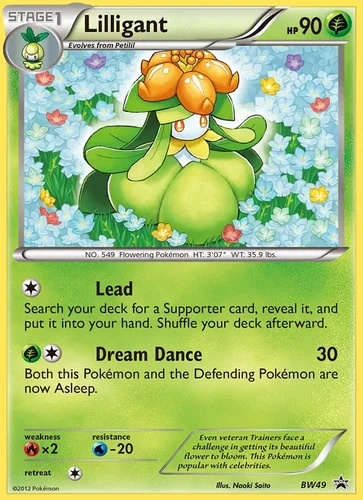 STAGE1 Lilligant HP90
Evolves from Petilil
NO. 549 Flowering Pokémon HT: 3'07" WT: 35.9 lbs.
Lead
Search your deck for a Supporter card, reveal it, and
put it into your hand. Shuffle your deck afterward.
Dream Dance 30
Both this Pokémon and the Defending Pokémon are
now Asleep.
weakness resistance
×2 -20
retreat
Even veteran Trainers face a
challenge in getting its beautiful
flower to bloom. This Pokémon is
popular with celebrities.
©2012 Pokémon Illus. Naoki Saito BW49